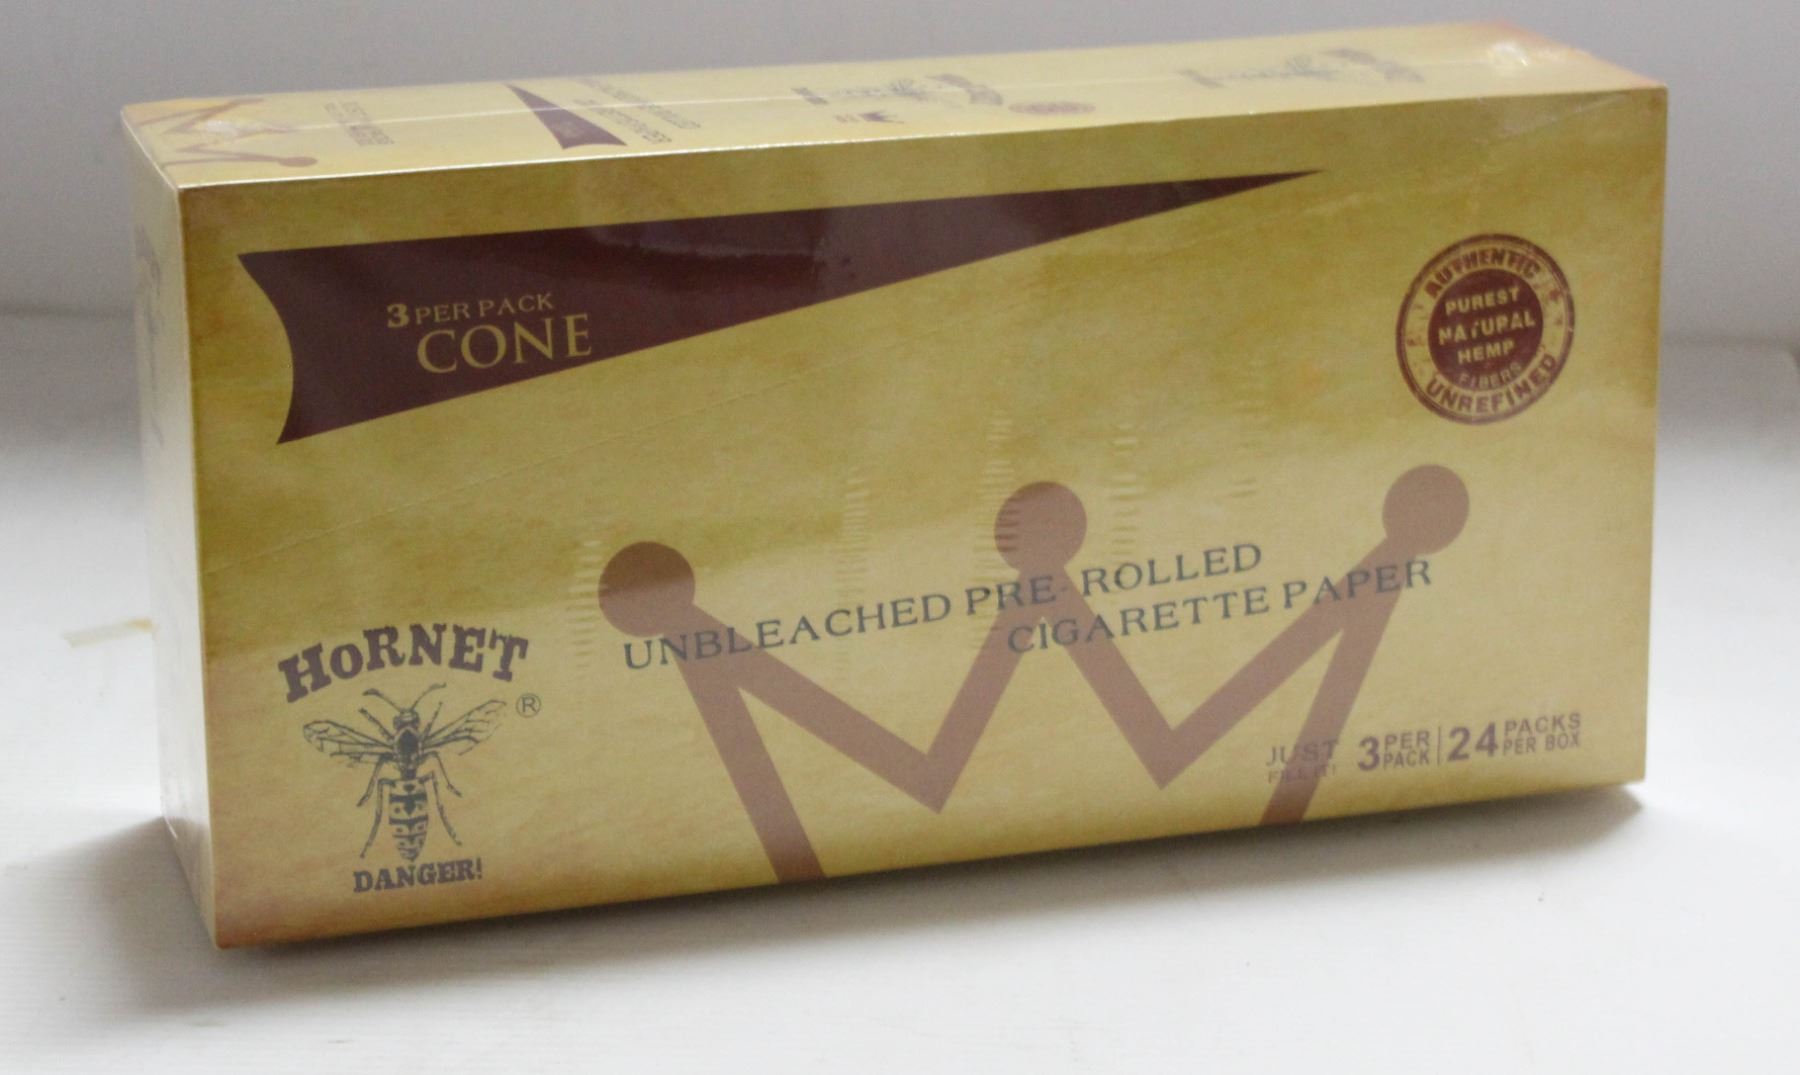 3 PER PACK
CONE
AUTHENTIC
PUREST
NATURAL
HEMP
FIBERS
UNREFINED
UNBLEACHED PRE-ROLLED
CIGARETTE PAPER
HORNET
®
DANGER!
JUST
FILL IT!
3 PER
PACK
24 PACKS
PER BOX